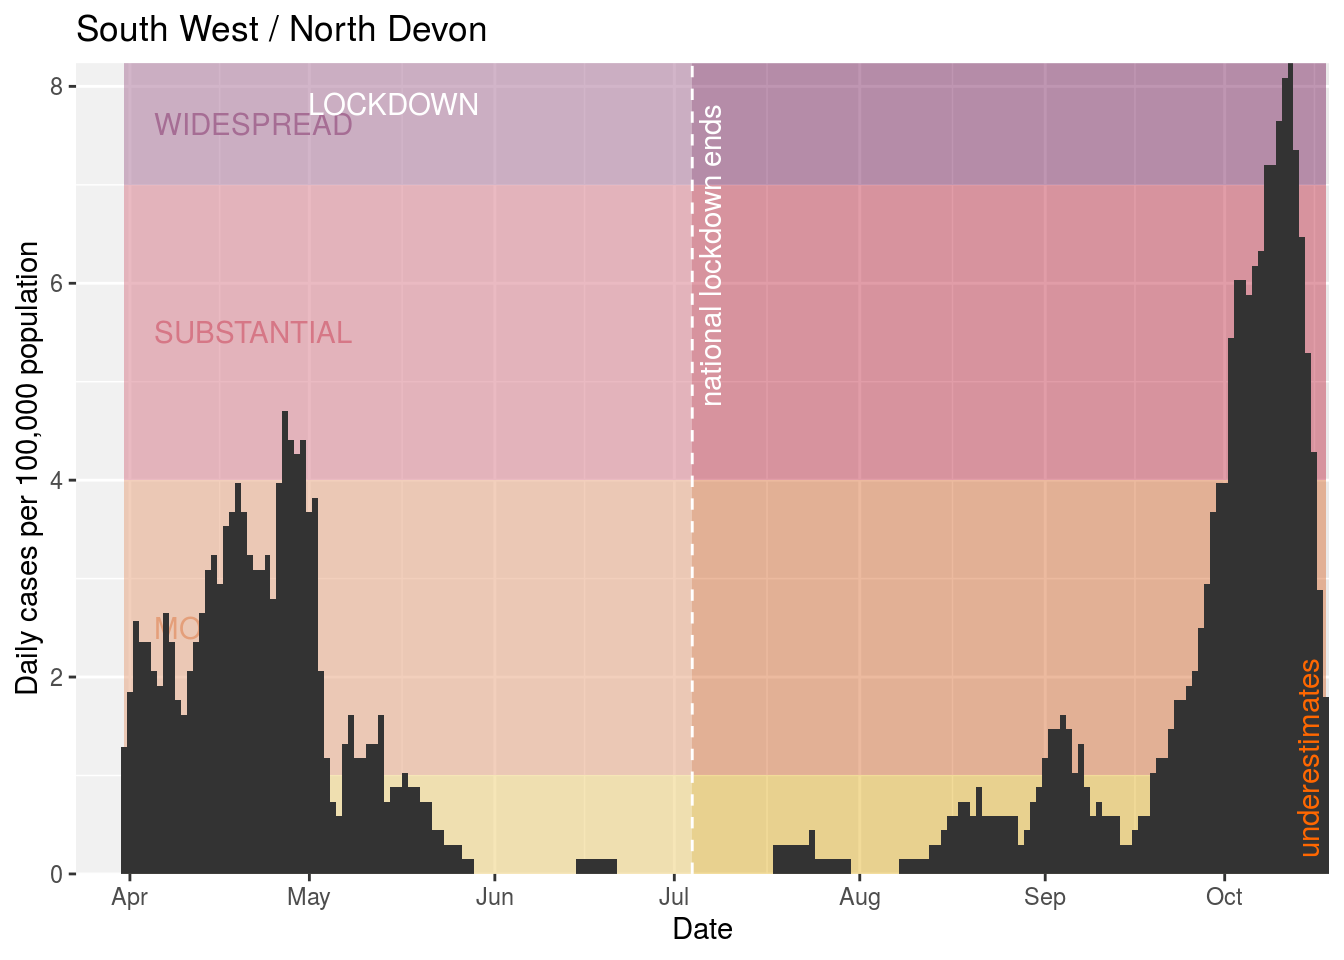 South West / North Devon
Daily cases per 100,000 population
8
6
4
2
0
LOCKDOWN
WIDESPREAD
SUBSTANTIAL
MO
national lockdown ends
underestimates
Apr
May
Jun
Jul
Aug
Sep
Oct
Date